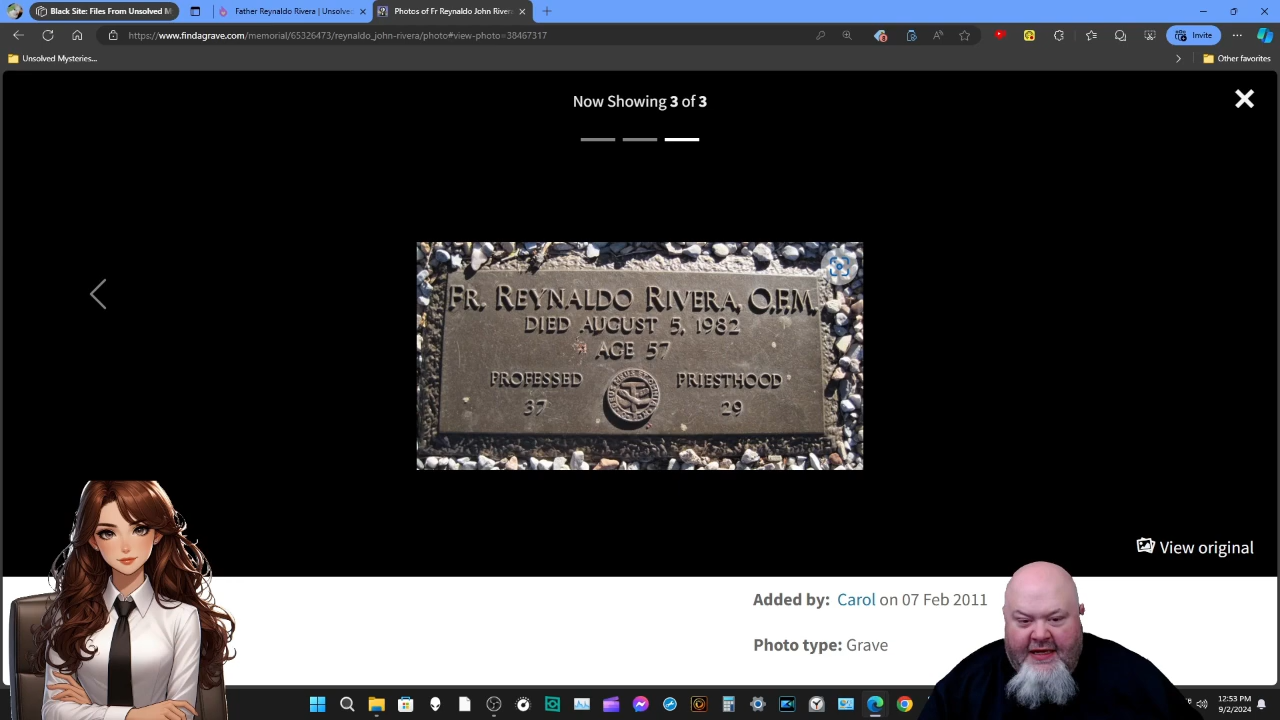 Black Site: Files From Unsolved M
Father Reynaldo Rivera | Unsolve
Photos of Fr Reynaldo John River
https://www.findagrave.com/memorial/65326473/reynaldo_john-rivera/photo#view-photo=38467317
Invite
Unsolved Mysteries...
Other favorites
Now Showing 3 of 3
FR. REYNALDO RIVERA, O.F.M.
DIED AUGUST 5, 1982
AGE 57
PROFESSED PRIESTHOOD
37 29
View original
Added by: Carol on 07 Feb 2011
Photo type: Grave
12:53 PM
9/2/2024